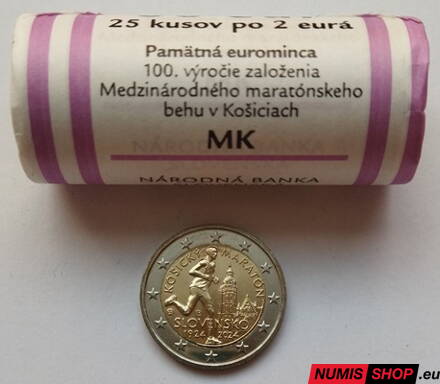 25 kusov po 2 eurá
Pamätná eurominca
100. výročie založenia
Medzinárodného maratónskeho
behu v Košiciach
MK
NÁRODNÁ BANKA
KOŠICKÝ MARATÓN
SLOVENSKO
1924 2024
NUMIS SHOP.eu